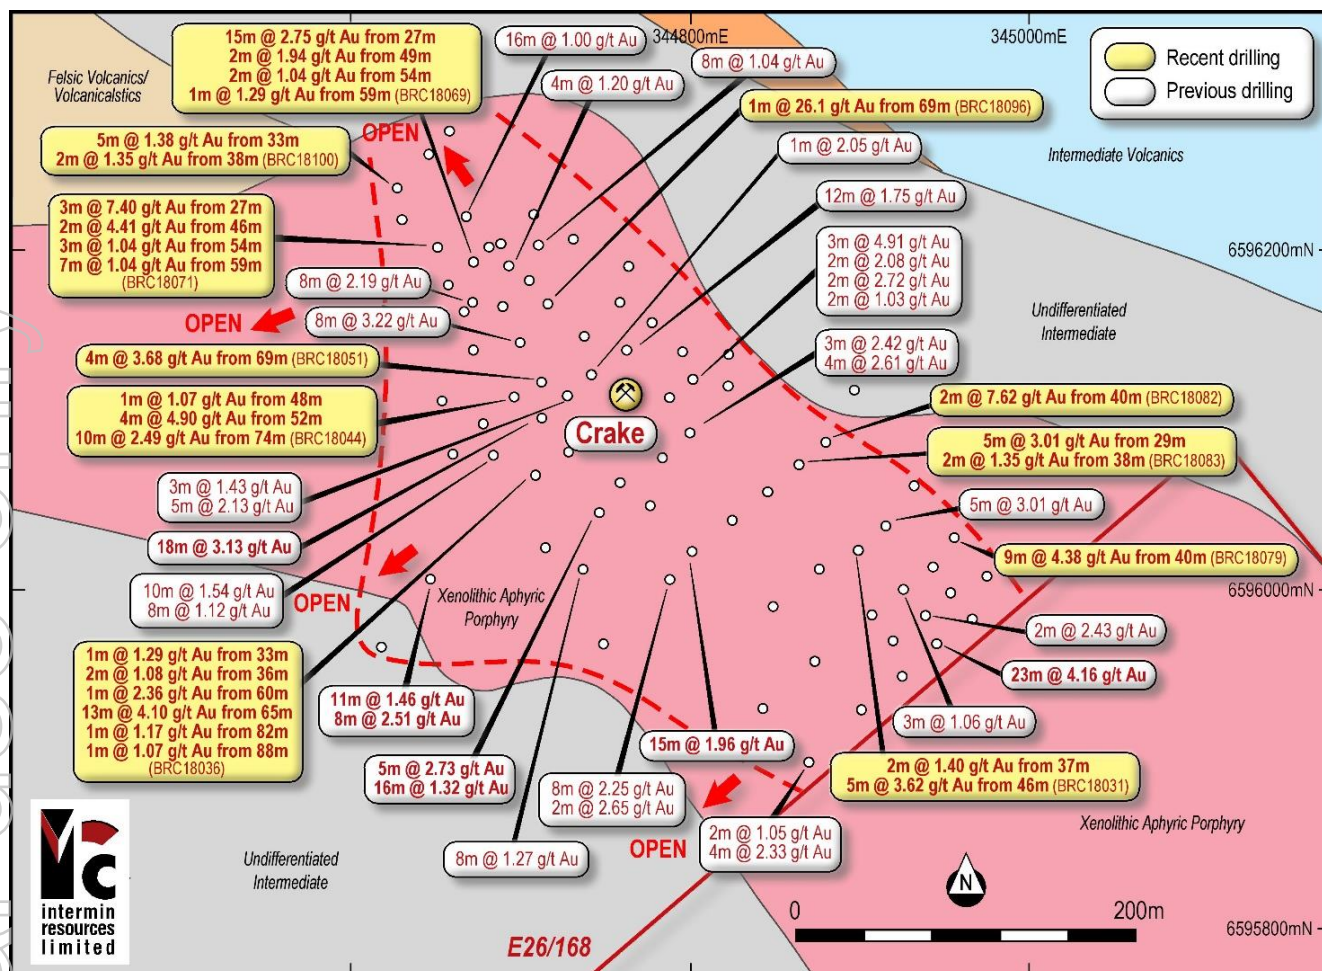 344800mE
345000mE
Recent drilling
Previous drilling
15m @ 2.75 g/t Au from 27m
2m @ 1.94 g/t Au from 49m
2m @ 1.04 g/t Au from 54m
1m @ 1.29 g/t Au from 59m (BRC18069)
16m @ 1.00 g/t Au
4m @ 1.20 g/t Au
8m @ 1.04 g/t Au
1m @ 26.1 g/t Au from 69m (BRC18096)
1m @ 2.05 g/t Au
12m @ 1.75 g/t Au
Felsic Volcanics/
Volcanicalstics
OPEN
5m @ 1.38 g/t Au from 33m
2m @ 1.35 g/t Au from 38m (BRC18100)
Intermediate Volcanics
3m @ 7.40 g/t Au from 27m
2m @ 4.41 g/t Au from 46m
3m @ 1.04 g/t Au from 54m
7m @ 1.04 g/t Au from 59m
(BRC18071)
3m @ 4.91 g/t Au
2m @ 2.08 g/t Au
2m @ 2.72 g/t Au
2m @ 1.03 g/t Au
6596200mN
8m @ 2.19 g/t Au
OPEN
8m @ 3.22 g/t Au
Undifferentiated
Intermediate
3m @ 2.42 g/t Au
4m @ 2.61 g/t Au
4m @ 3.68 g/t Au from 69m (BRC18051)
1m @ 1.07 g/t Au from 48m
4m @ 4.90 g/t Au from 52m
10m @ 2.49 g/t Au from 74m (BRC18044)
Crake
2m @ 7.62 g/t Au from 40m (BRC18082)
5m @ 3.01 g/t Au from 29m
2m @ 1.35 g/t Au from 38m (BRC18083)
3m @ 1.43 g/t Au
5m @ 2.13 g/t Au
5m @ 3.01 g/t Au
18m @ 3.13 g/t Au
9m @ 4.38 g/t Au from 40m (BRC18079)
10m @ 1.54 g/t Au
8m @ 1.12 g/t Au
OPEN
Xenolithic Aphyric
Porphyry
6596000mN
2m @ 2.43 g/t Au
23m @ 4.16 g/t Au
1m @ 1.29 g/t Au from 33m
2m @ 1.08 g/t Au from 36m
1m @ 2.36 g/t Au from 60m
13m @ 4.10 g/t Au from 65m
1m @ 1.17 g/t Au from 82m
1m @ 1.07 g/t Au from 88m
(BRC18036)
11m @ 1.46 g/t Au
8m @ 2.51 g/t Au
3m @ 1.06 g/t Au
15m @ 1.96 g/t Au
5m @ 2.73 g/t Au
16m @ 1.32 g/t Au
8m @ 2.25 g/t Au
2m @ 2.65 g/t Au
2m @ 1.40 g/t Au from 37m
5m @ 3.62 g/t Au from 46m (BRC18031)
2m @ 1.05 g/t Au
4m @ 2.33 g/t Au
OPEN
8m @ 1.27 g/t Au
Xenolithic Aphyric Porphyry
Undifferentiated
Intermediate
N
0
200m
6595800mN
E26/168
intermin
resources
limited